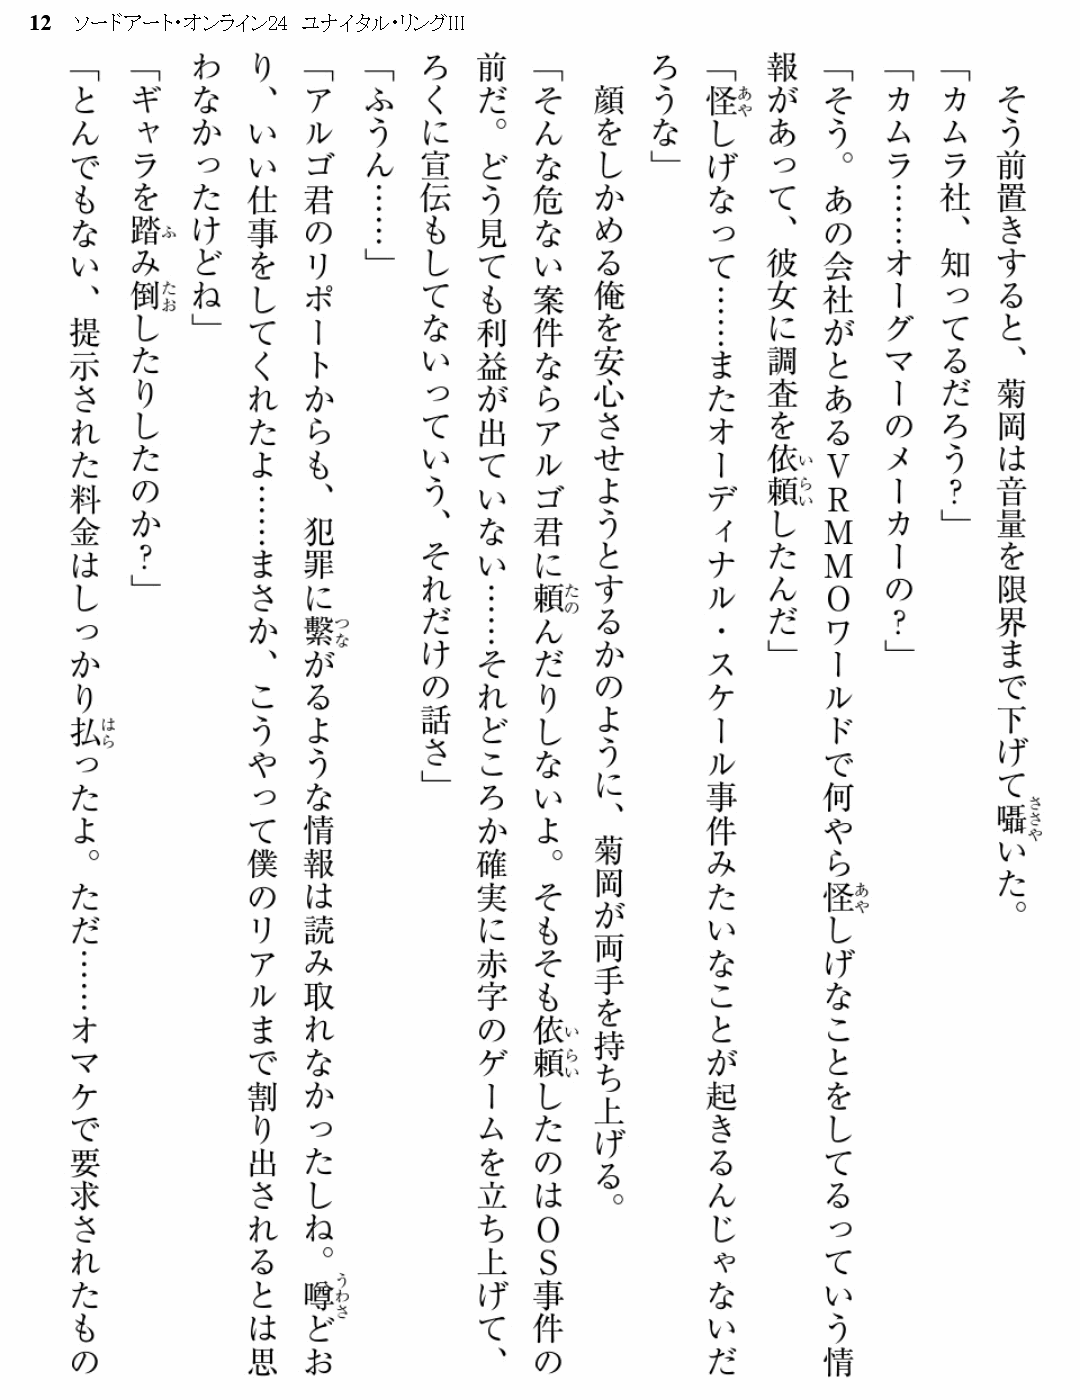 12 ソードアート・オンライン24 ユナイタル・リングIII
そう前置きすると、菊岡は音量を限界まで下げて囁いた。
「カムラ社、知ってるだろう?」
「カムラ……オーグマーのメーカーの?」
「そう。あの会社がとあるVRMMOワールドで何やら怪しげなことをしてるっていう情
報があって、彼女に調査を依頼したんだ」
「怪しげなって……またオーディナル・スケール事件みたいなことが起きるんじゃないだ
ろうな」
顔をしかめる俺を安心させようとするかのように、菊岡が両手を持ち上げる。
「そんな危ない案件ならアルゴ君に頼んだりしないよ。そもそも依頼したのはOS事件の
前だ。どう見ても利益が出ていない……それどころか確実に赤字のゲームを立ち上げて、
ろくに宣伝もしてないっていう、それだけの話さ」
「ふうん……」
「アルゴ君のリポートからも、犯罪に繫がるような情報は読み取れなかったしね。噂どお
り、いい仕事をしてくれたよ……まさか、こうやって僕のリアルまで割り出されるとは思
わなかったけどね」
「ギャラを踏み倒したりしたのか?」
「とんでもない、提示された料金はしっかり払ったよ。ただ……オマケで要求されたもの